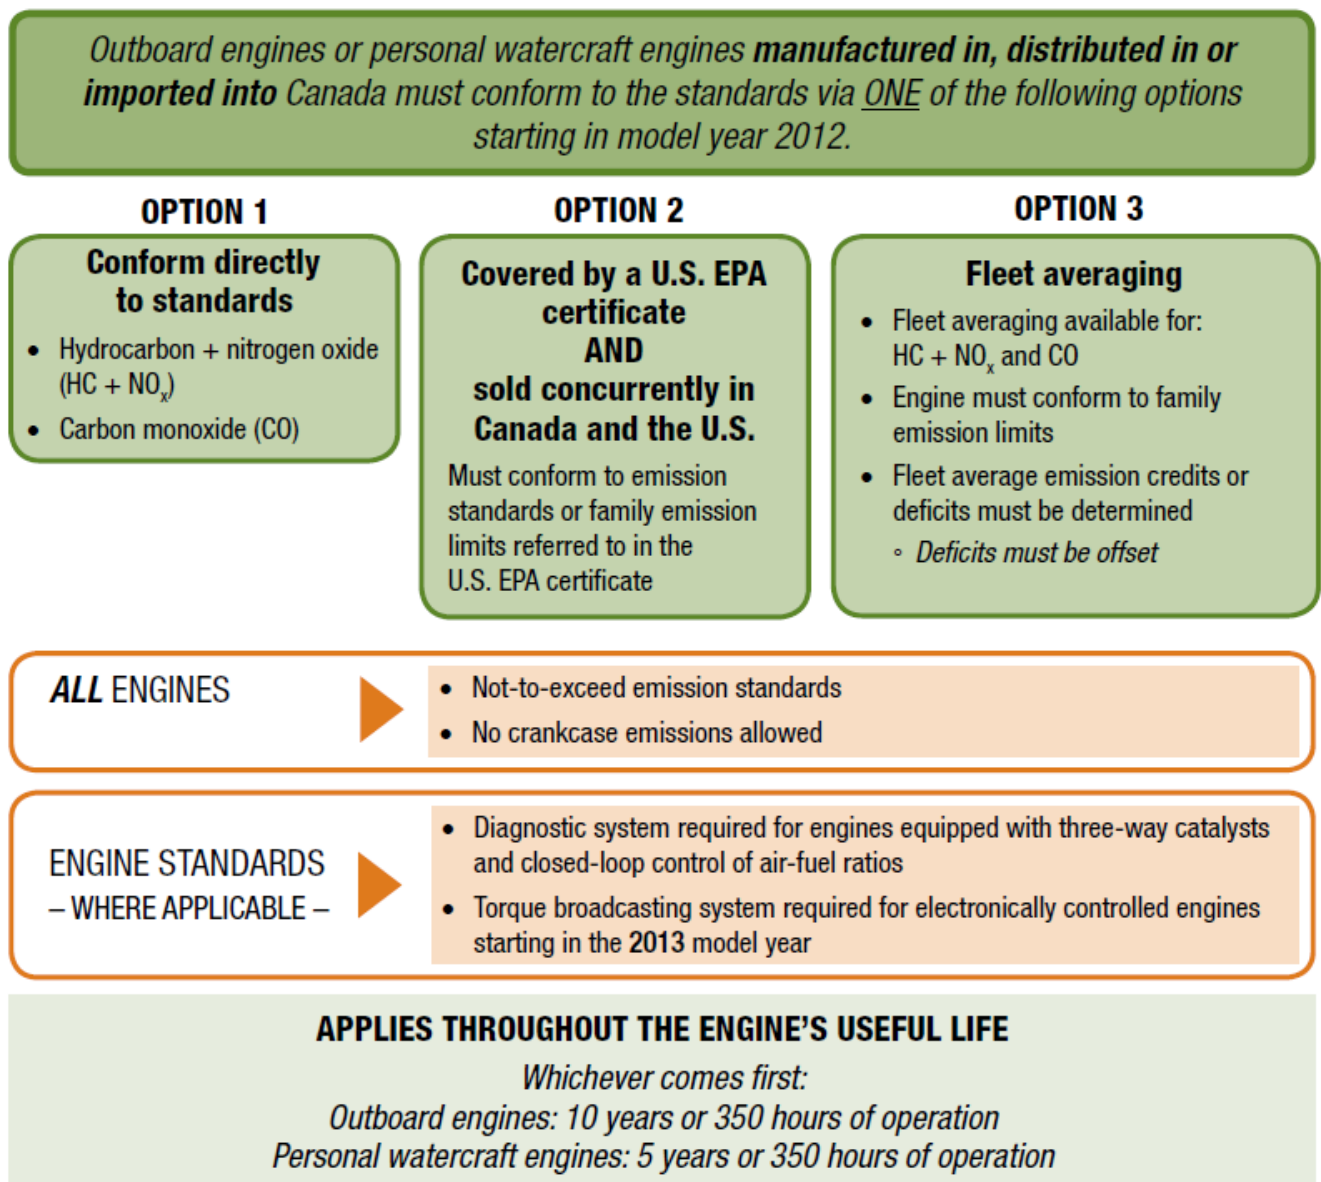 Outboard engines or personal watercraft engines manufactured in, distributed in or
imported into Canada must conform to the standards via ONE of the following options
starting in model year 2012.
OPTION 1
Conform directly
to standards
• Hydrocarbon + nitrogen oxide
(HC + NOx)
• Carbon monoxide (CO)
OPTION 2
Covered by a U.S. EPA
certificate
AND
sold concurrently in
Canada and the U.S.
Must conform to emission
standards or family emission
limits referred to in the
U.S. EPA certificate
OPTION 3
Fleet averaging
• Fleet averaging available for:
HC + NOx and CO
• Engine must conform to family
emission limits
• Fleet average emission credits or
deficits must be determined
◦ Deficits must be offset
ALL ENGINES
• Not-to-exceed emission standards
• No crankcase emissions allowed
ENGINE STANDARDS
– WHERE APPLICABLE –
• Diagnostic system required for engines equipped with three-way catalysts
and closed-loop control of air-fuel ratios
• Torque broadcasting system required for electronically controlled engines
starting in the 2013 model year
APPLIES THROUGHOUT THE ENGINE’S USEFUL LIFE
Whichever comes first:
Outboard engines: 10 years or 350 hours of operation
Personal watercraft engines: 5 years or 350 hours of operation